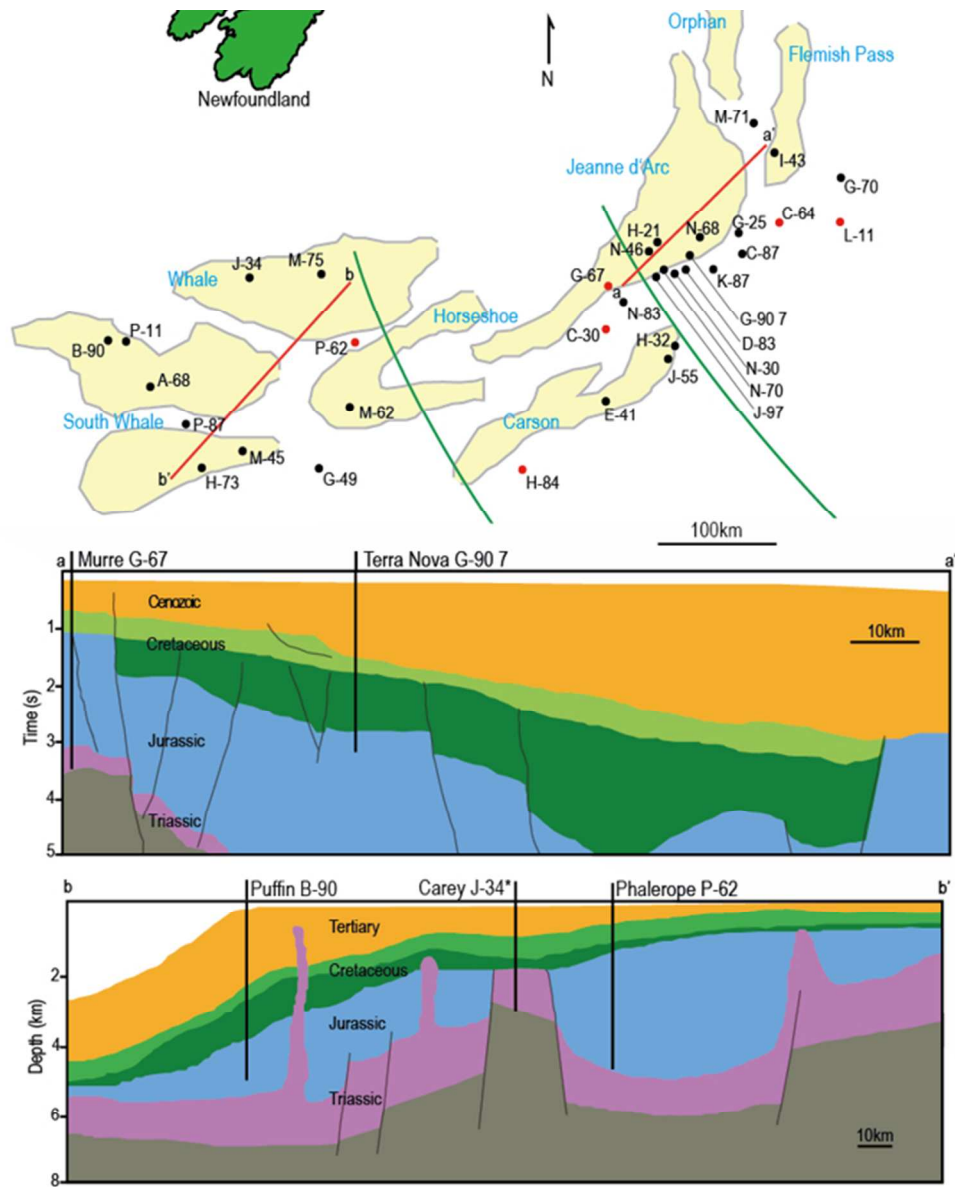 Orphan
Flemish Pass
N
Newfoundland
M-71
a'
I-43
Jeanne d'Arc
G-70
C-64
L-11
H-21
N-68
G-25
N-46
C-87
J-34
M-75
b
Whale
G-67
a
K-87
N-83
G-90 7
Horseshoe
C-30
D-83
P-11
B-90
P-62
H-32
N-30
A-68
J-55
N-70
M-62
E-41
J-97
South Whale
P-87
Carson
M-45
b'
H-73
G-49
H-84
100km
a
Murre G-67
Terra Nova G-90 7
a'
Cenozoic
1
10km
Cretaceous
2
Time (s)
3
Jurassic
4
Triassic
5
b
Puffin B-90
Carey J-34*
Phalerope P-62
b'
Tertiary
2
Cretaceous
Jurassic
Depth (km)
4
Triassic
6
10km
8